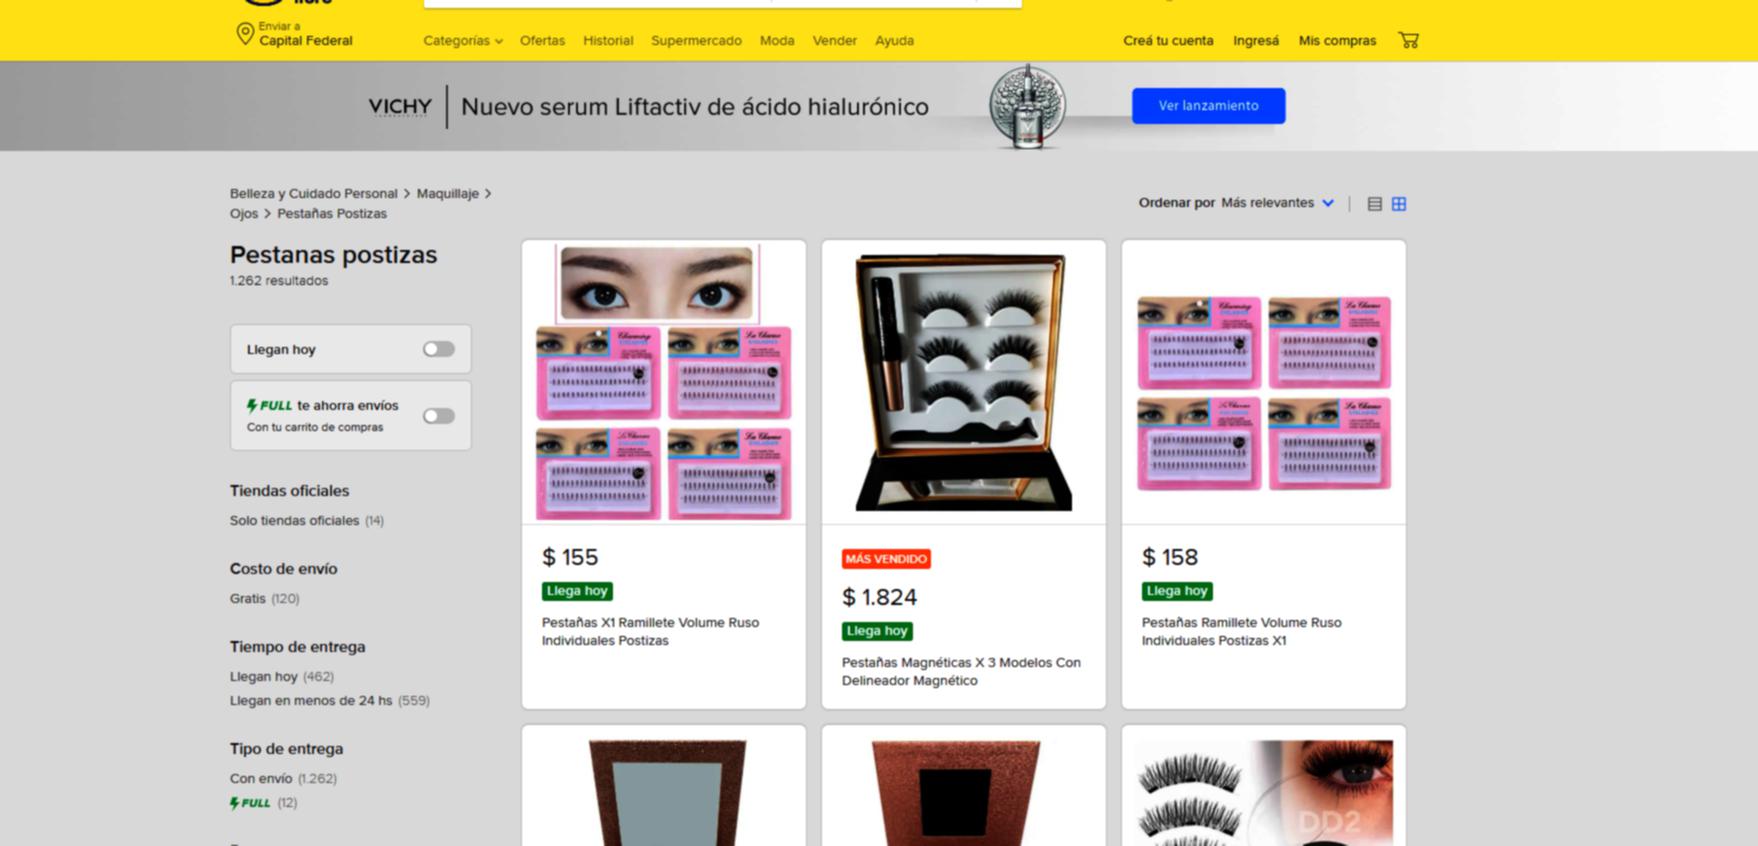 Enviar a
Capital Federal
Categorías
Ofertas
Historial
Supermercado
Moda
Vender
Ayuda
Creá tu cuenta
Ingresá
Mis compras
VICHY
Nuevo serum Liftactiv de ácido hialurónico
Ver lanzamiento
Belleza y Cuidado Personal > Maquillaje >
Ojos > Pestañas Postizas
Ordenar por Más relevantes
Pestanas postizas
1.262 resultados
Llegan hoy
FULL te ahorra envíos
Con tu carrito de compras
Tiendas oficiales
Solo tiendas oficiales (14)
Costo de envío
Gratis (120)
Tiempo de entrega
Llegan hoy (462)
Llegan en menos de 24 hs (559)
Tipo de entrega
Con envío (1.262)
FULL (12)
$ 155
Llega hoy
Pestañas X1 Ramillete Volume Ruso
Individuales Postizas
MÁS VENDIDO
$ 1.824
Llega hoy
Pestañas Magnéticas X 3 Modelos Con
Delineador Magnético
$ 158
Llega hoy
Pestañas Ramillete Volume Ruso
Individuales Postizas X1
DD2